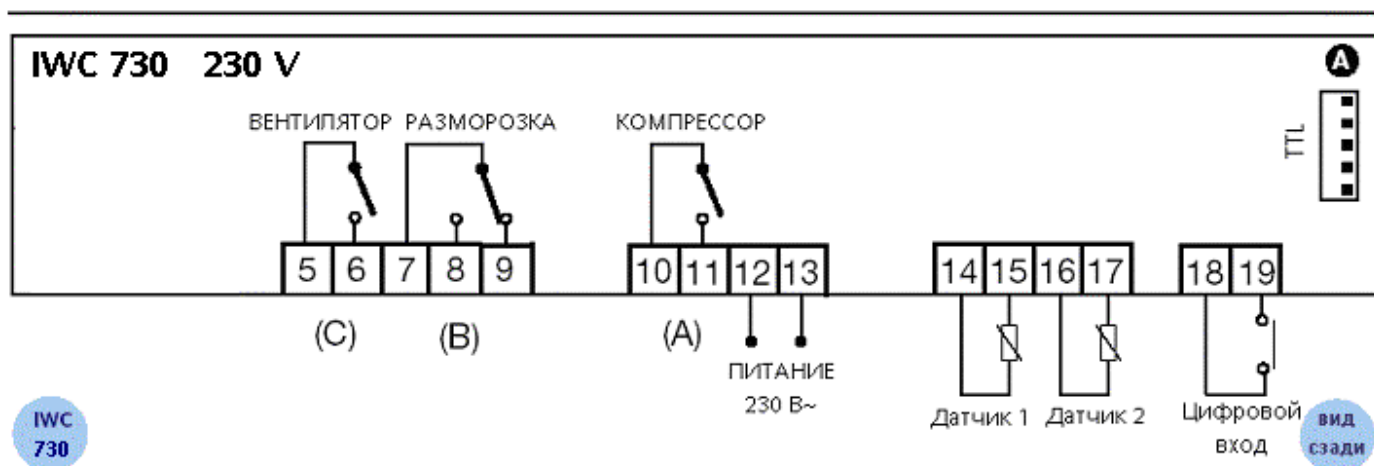 IWC 730 230 V
A
ВЕНТИПЯТОР РАЗМОРОЗКА КОМПРЕССОР
TTL
5 6 7 8 9 10 11 12 13 14 15 16 17 18 19
(C) (B) (A)
ПИТАНИЕ
230 В~
Датчик 1 Датчик 2 Цифровой
вход
IWC
730
вид
сзади